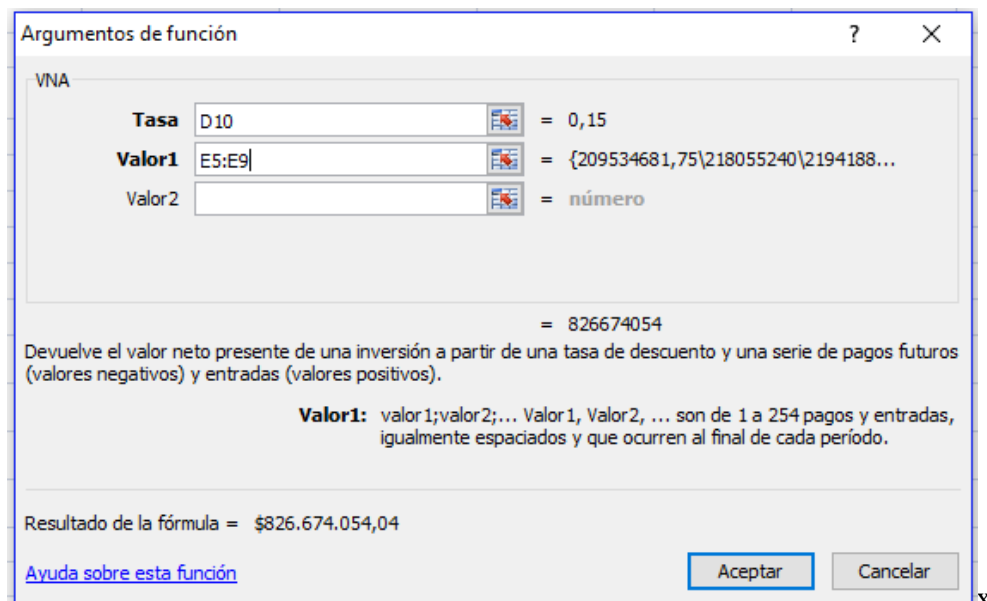 Argumentos de función ? X
VNA
Tasa D10 = 0,15
Valor1 E5:E9 = {209534681,75\218055240\2194188...
Valor2 = número
= 826674054
Devuelve el valor neto presente de una inversión a partir de una tasa de descuento y una serie de pagos futuros
(valores negativos) y entradas (valores positivos).
Valor1: valor1;valor2;... Valor1, Valor2, ... son de 1 a 254 pagos y entradas,
igualmente espaciados y que ocurren al final de cada período.
Resultado de la fórmula = $826.674.054,04
Ayuda sobre esta función Aceptar Cancelar